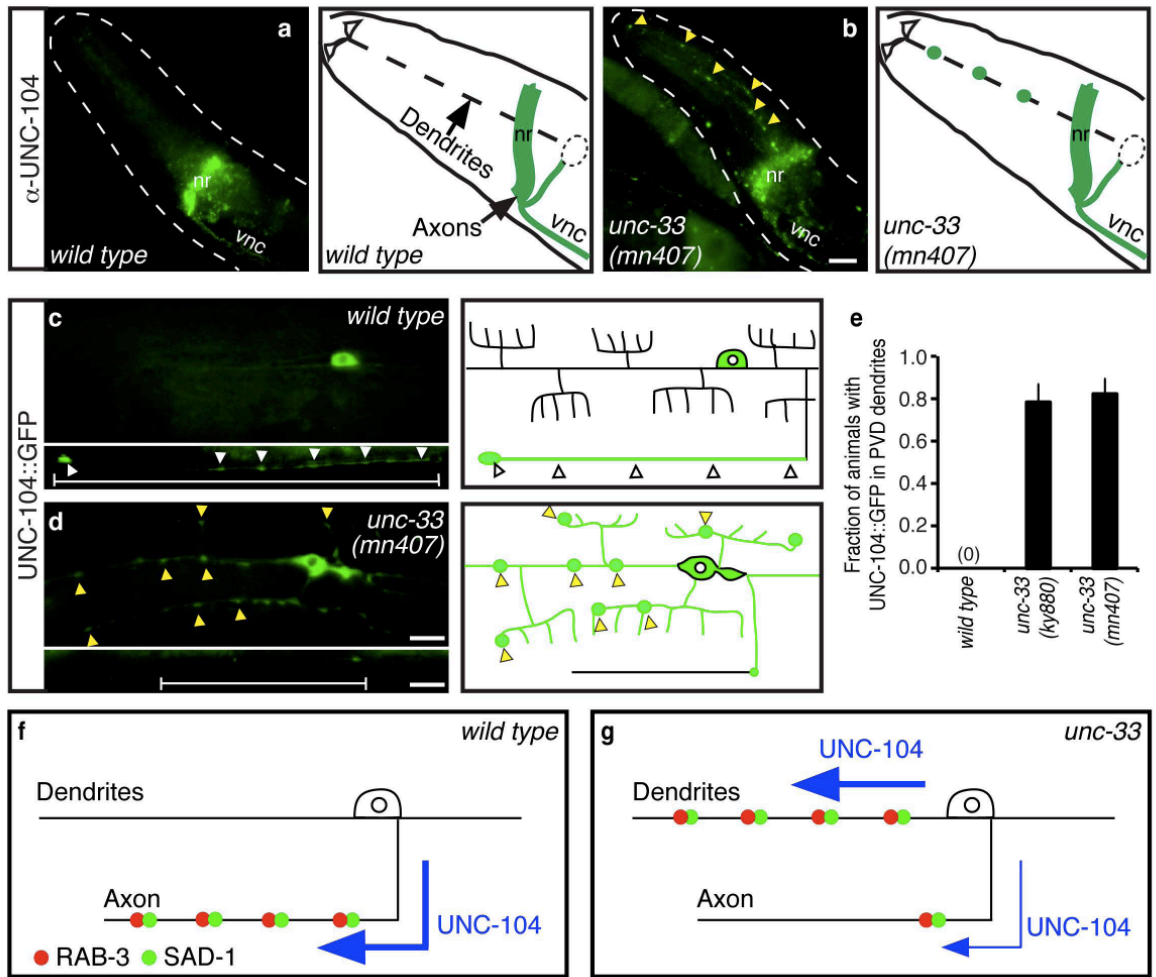 α-UNC-104
a
nr
vnc
wild type
Dendrites
nr
Axons
vnc
wild type
b
nr
vnc
unc-33
(mn407)
nr
vnc
unc-33
(mn407)
UNC-104::GFP
c
wild type
d
unc-33
(mn407)
e
Fraction of animals with
UNC-104::GFP in PVD dendrites
1.0
0.8
0.6
0.4
0.2
0.0
(0)
wild type
unc-33
(ky880)
unc-33
(mn407)
f
wild type
Dendrites
Axon
UNC-104
RAB-3
SAD-1
g
unc-33
UNC-104
Dendrites
Axon
UNC-104